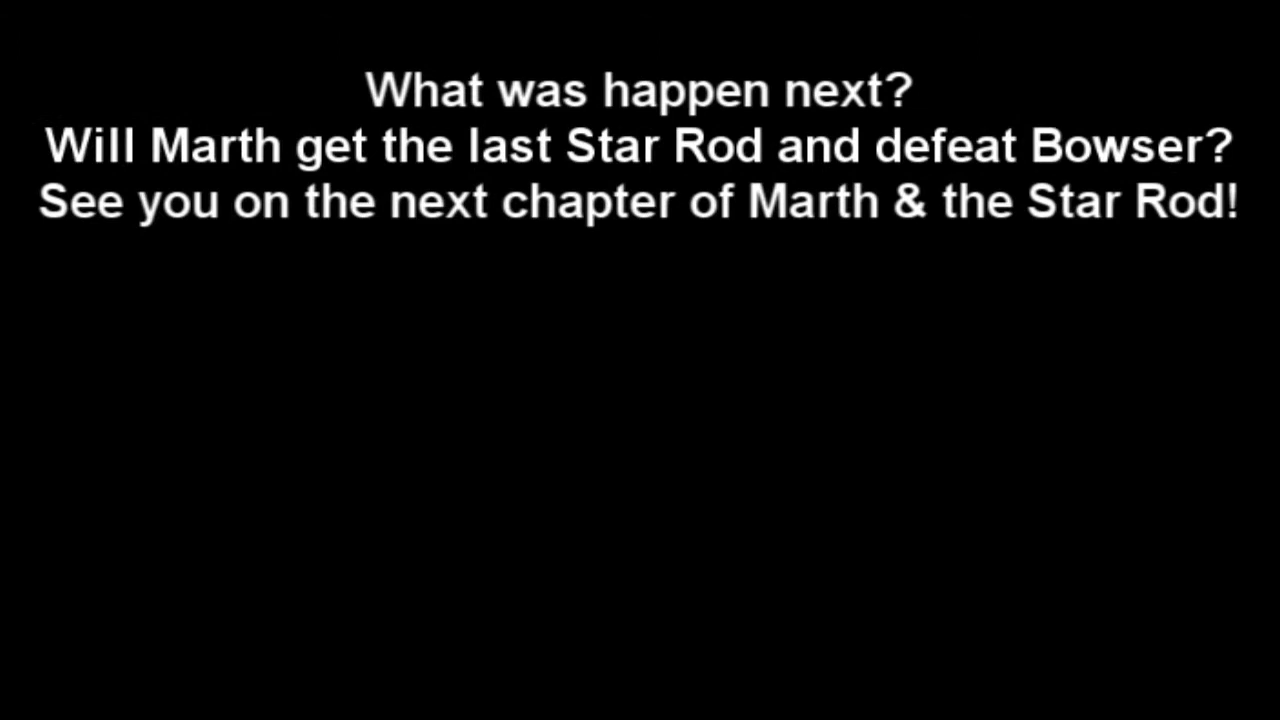 What was happen next?
Will Marth get the last Star Rod and defeat Bowser?
See you on the next chapter of Marth & the Star Rod!